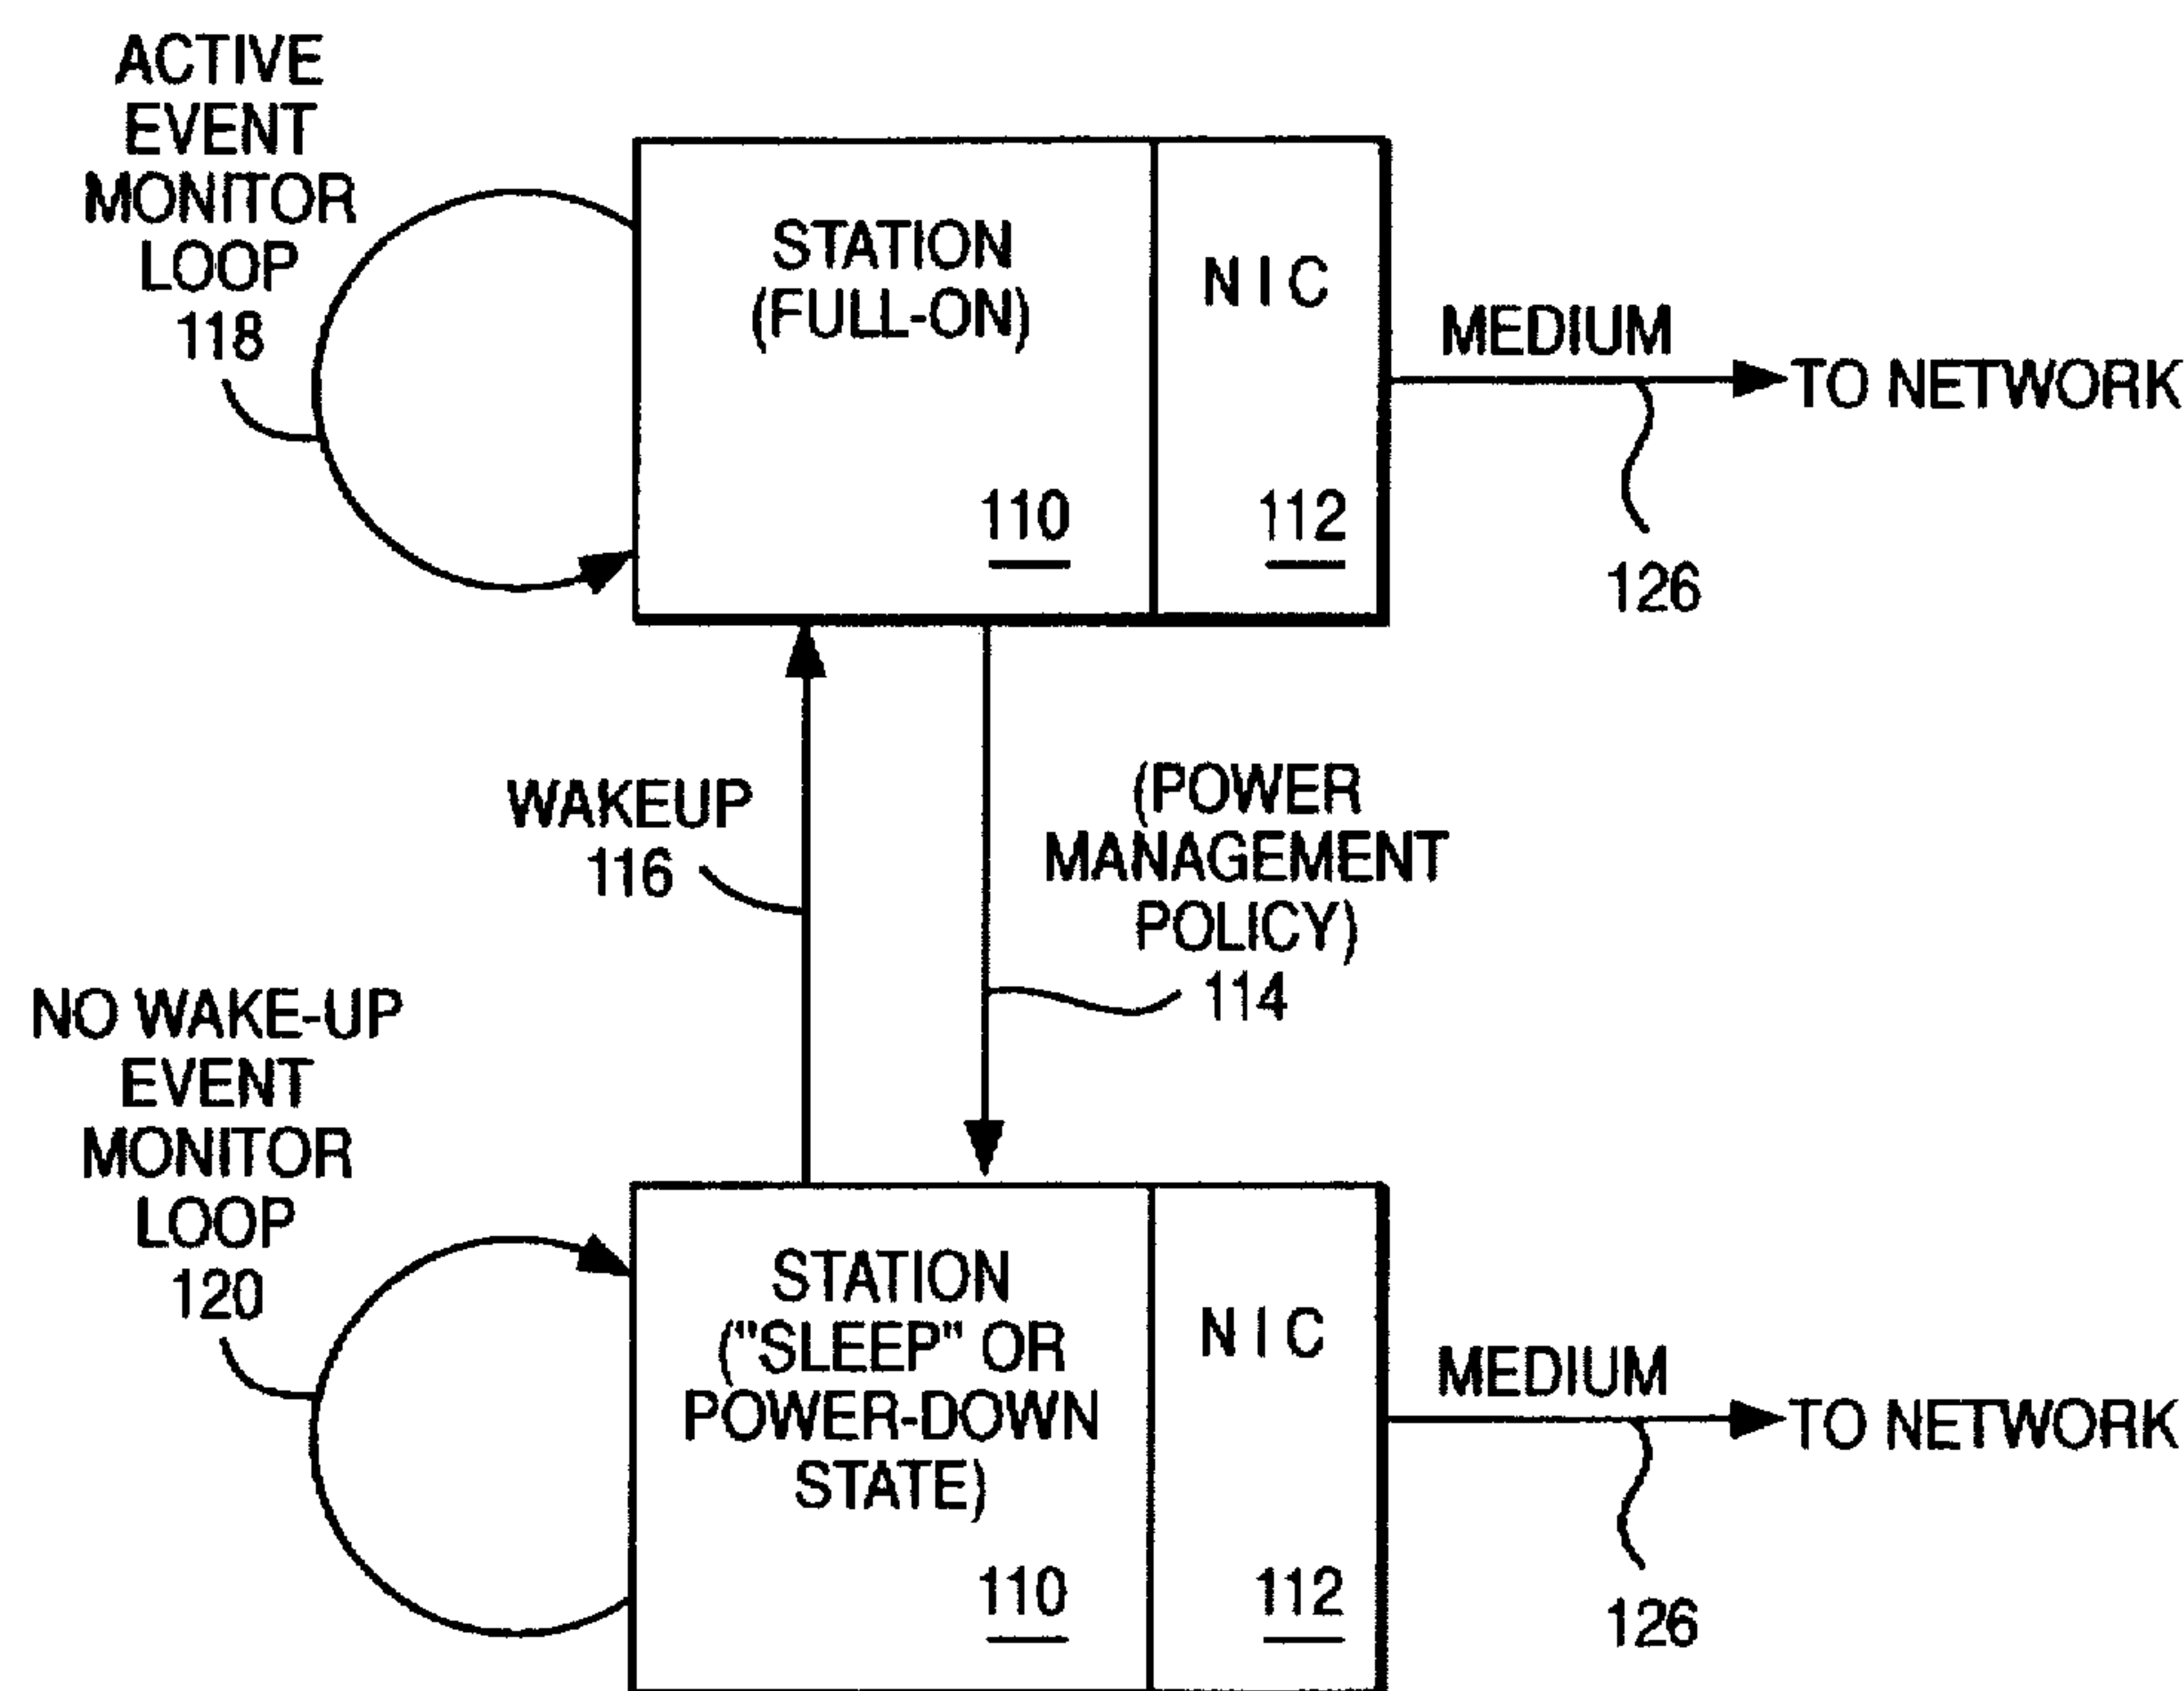 ACTIVE
EVENT
MONITOR
LOOP
118
STATION
(FULL-ON)
110
NIC
112
MEDIUM
TO NETWORK
126
WAKEUP
116
(POWER
MANAGEMENT
POLICY)
114
NO WAKE-UP
EVENT
MONITOR
LOOP
120
STATION
("SLEEP" OR
POWER-DOWN
STATE)
110
NIC
112
MEDIUM
TO NETWORK
126